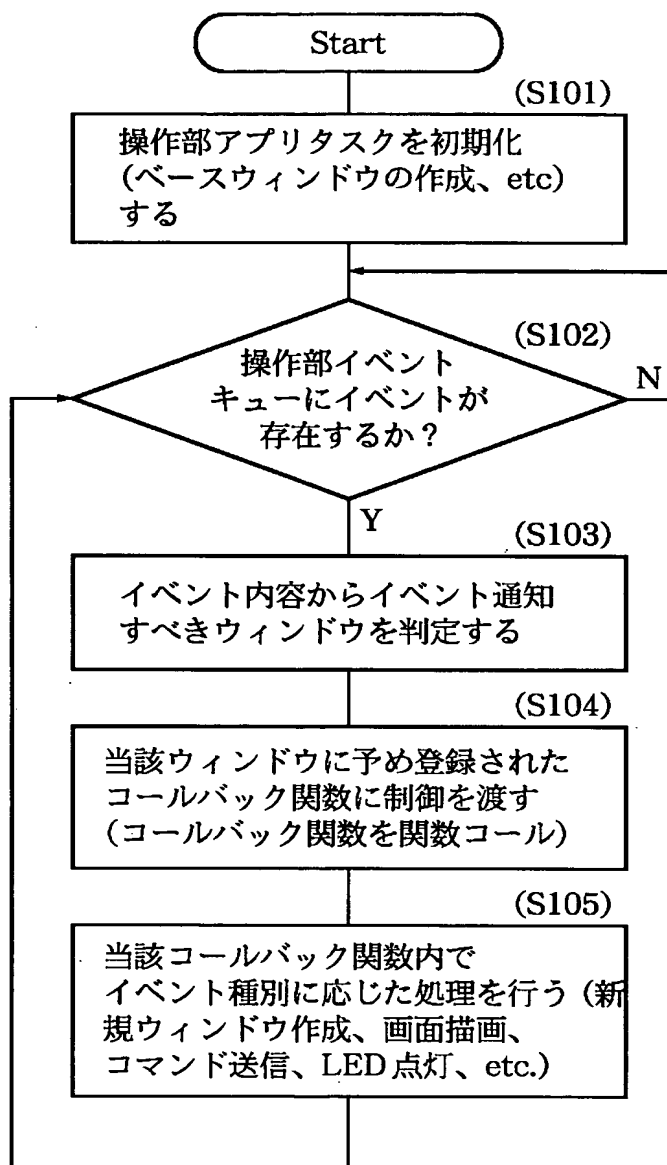 Start
(S101)
操作部アプリタスクを初期化
(ベースウィンドウの作成、etc)
する
(S102)
操作部イベント
キューにイベントが
存在するか？
N
Y
(S103)
イベント内容からイベント通知
すべきウィンドウを判定する
(S104)
当該ウィンドウに予め登録された
コールバック関数に制御を渡す
(コールバック関数を関数コール)
(S105)
当該コールバック関数内で
イベント種別に応じた処理を行う (新
規ウィンドウ作成、画面描画、
コマンド送信、LED点灯、etc.)